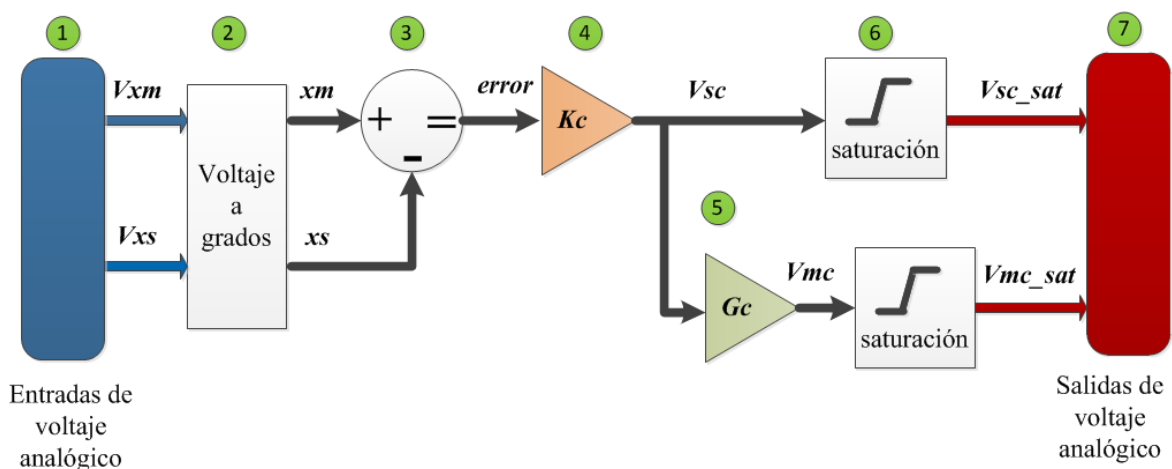 1
2
3
4
5
6
7
Vxm
Vxs
Voltaje
a
grados
xm
xs
+
=
-
error
Kc
Vsc
Gc
Vmc
saturación
saturación
Vsc_sat
Vmc_sat
Entradas de
voltaje
analógico
Salidas de
voltaje
analógico